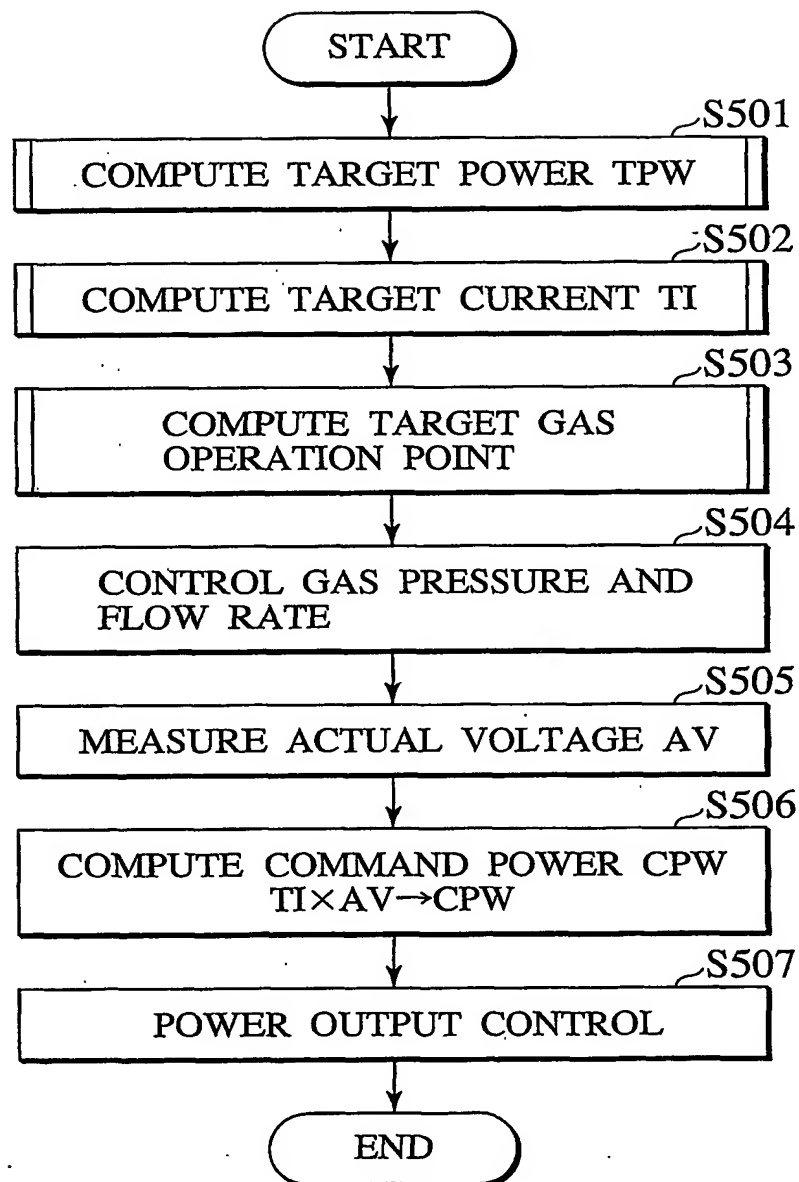 START
S501
COMPUTE TARGET POWER TPW
S502
COMPUTE TARGET CURRENT TI
S503
COMPUTE TARGET GAS
OPERATION POINT
S504
CONTROL GAS PRESSURE AND
FLOW RATE
S505
MEASURE ACTUAL VOLTAGE AV
S506
COMPUTE COMMAND POWER CPW
TI×AV→CPW
S507
POWER OUTPUT CONTROL
END